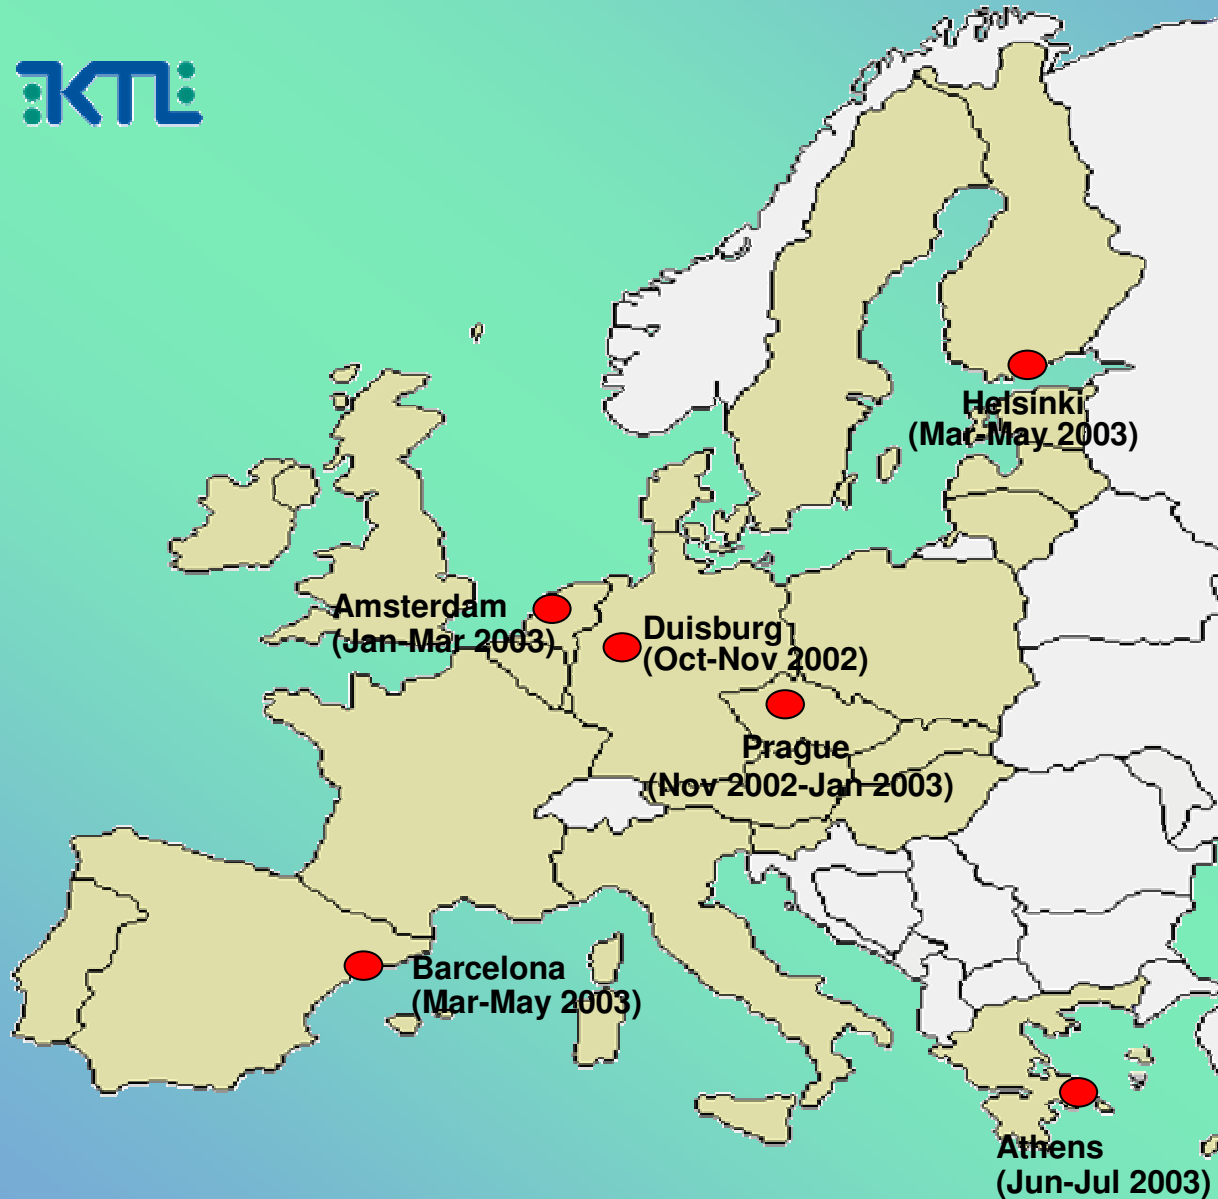 KTL
Helsinki
(Mar-May 2003)
Amsterdam
(Jan-Mar 2003)
Duisburg
(Oct-Nov 2002)
Prague
(Nov 2002-Jan 2003)
Barcelona
(Mar-May 2003)
Athens
(Jun-Jul 2003)